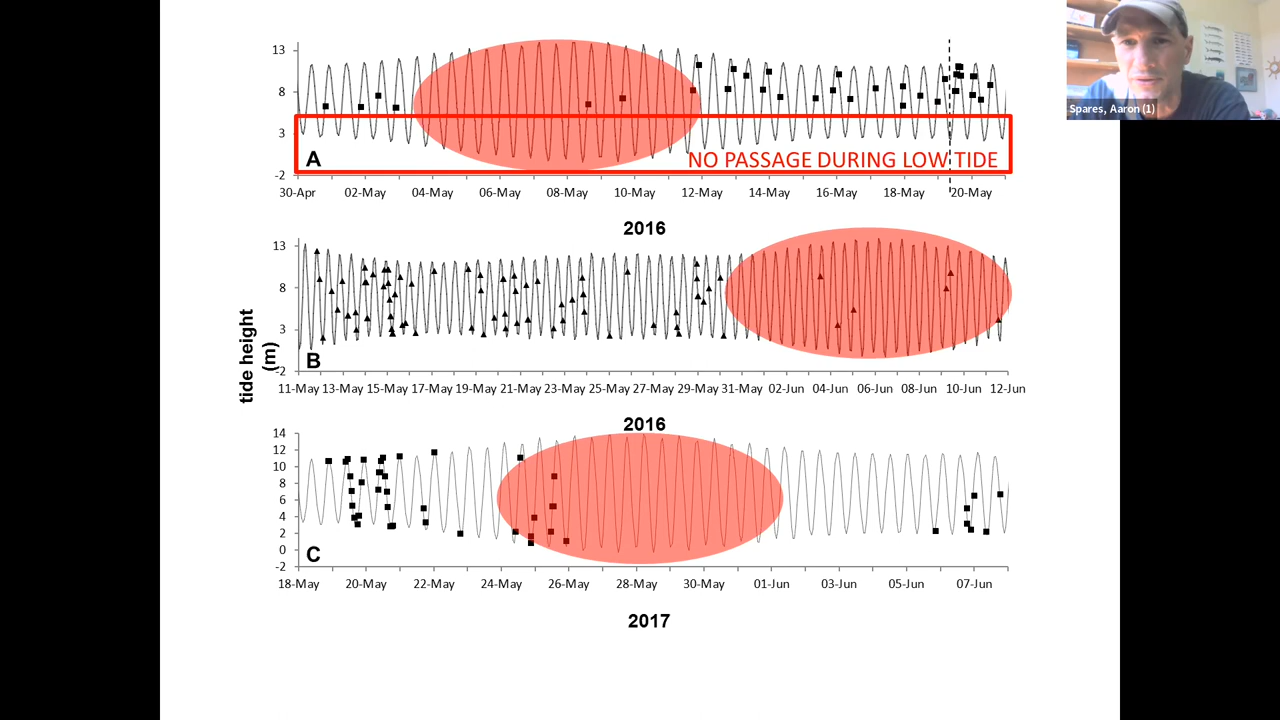 Spares, Aaron (1)
13
8
3
-2
A
NO PASSAGE DURING LOW TIDE
30-Apr 02-May 04-May 06-May 08-May 10-May 12-May 14-May 16-May 18-May 20-May
2016
tide height
(m)
13
8
3
-2
B
11-May 13-May 15-May 17-May 19-May 21-May 23-May 25-May 27-May 29-May 31-May 02-Jun 04-Jun 06-Jun 08-Jun 10-Jun 12-Jun
2016
14
12
10
8
6
4
2
0
-2
C
18-May 20-May 22-May 24-May 26-May 28-May 30-May 01-Jun 03-Jun 05-Jun 07-Jun
2017